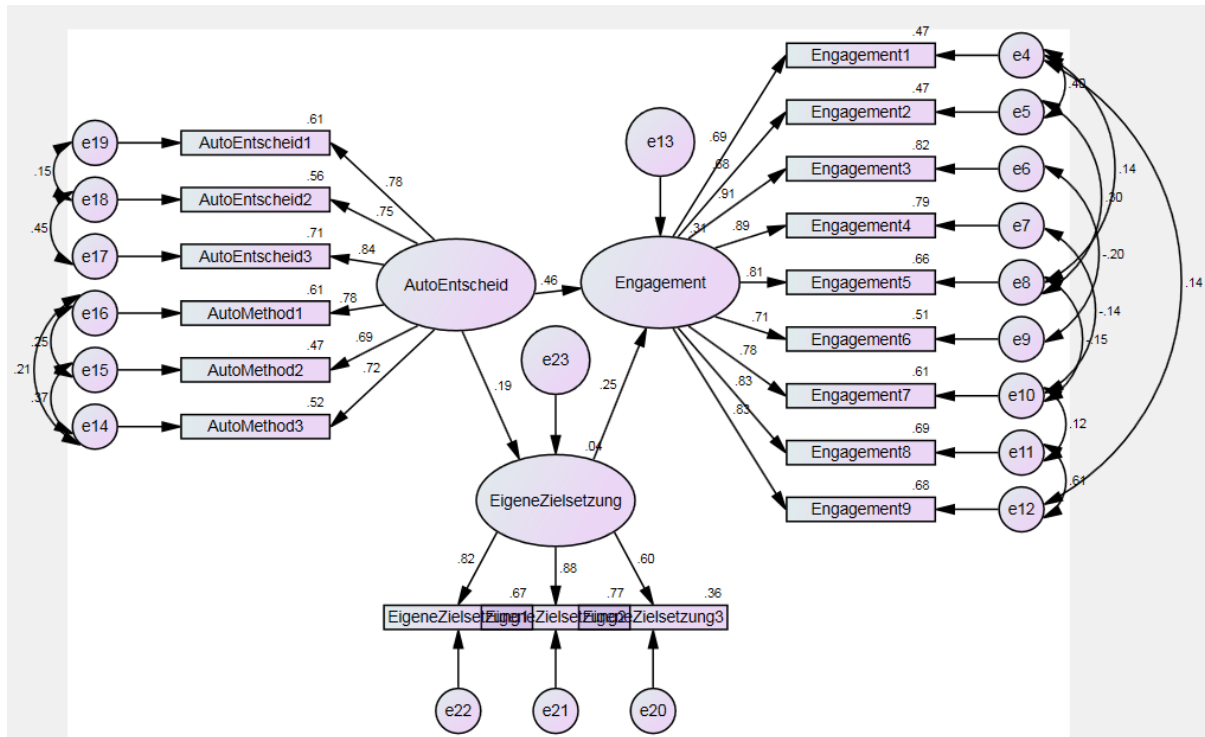 .47
Engagement1
e4
.40
.47
Engagement2
e5
.69
.68
e13
.61
AutoEntscheid1
e19
.15
.82
Engagement3
e6
.14
.30
.56
AutoEntscheid2
e18
.78
.75
.91
.45
.79
Engagement4
e7
.71
AutoEntscheid3
e17
.84
.31
.89
-.20
AutoEntscheid
.46
Engagement
.81
.66
Engagement5
e8
.14
.61
AutoMethod1
e16
.78
.71
.51
Engagement6
e9
-.14
-.15
.25
.21
.47
AutoMethod2
e15
.69
.72
e23
.78
.37
.19
.25
.83
.83
.61
Engagement7
e10
.12
.52
AutoMethod3
e14
.04
.69
Engagement8
e11
.61
EigeneZielsetzung
.68
Engagement9
e12
.82
.88
.60
.67
.77
.36
EigeneZielsetzung1
EigeneZielsetzung2
EigeneZielsetzung3
e22
e21
e20